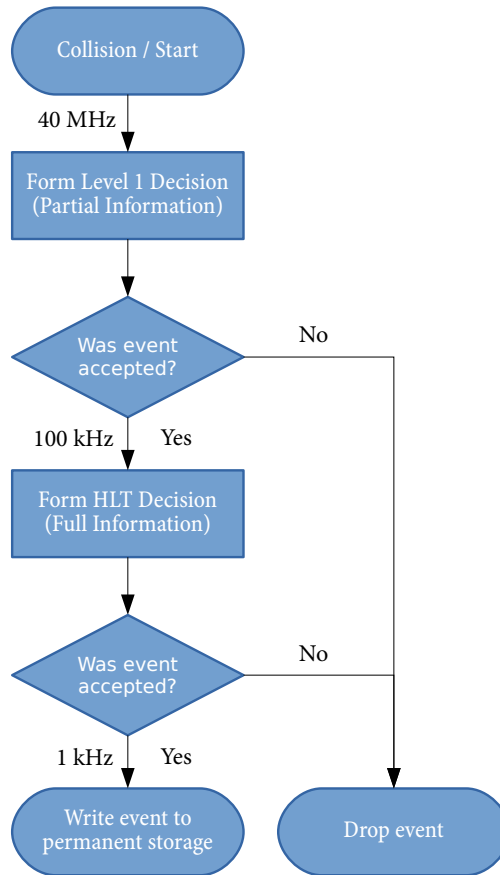 Collision / Start
40 MHz
Form Level 1 Decision
(Partial Information)
Was event
accepted?
No
100 kHz
Yes
Form HLT Decision
(Full Information)
Was event
accepted?
No
1 kHz
Yes
Write event to
permanent storage
Drop event